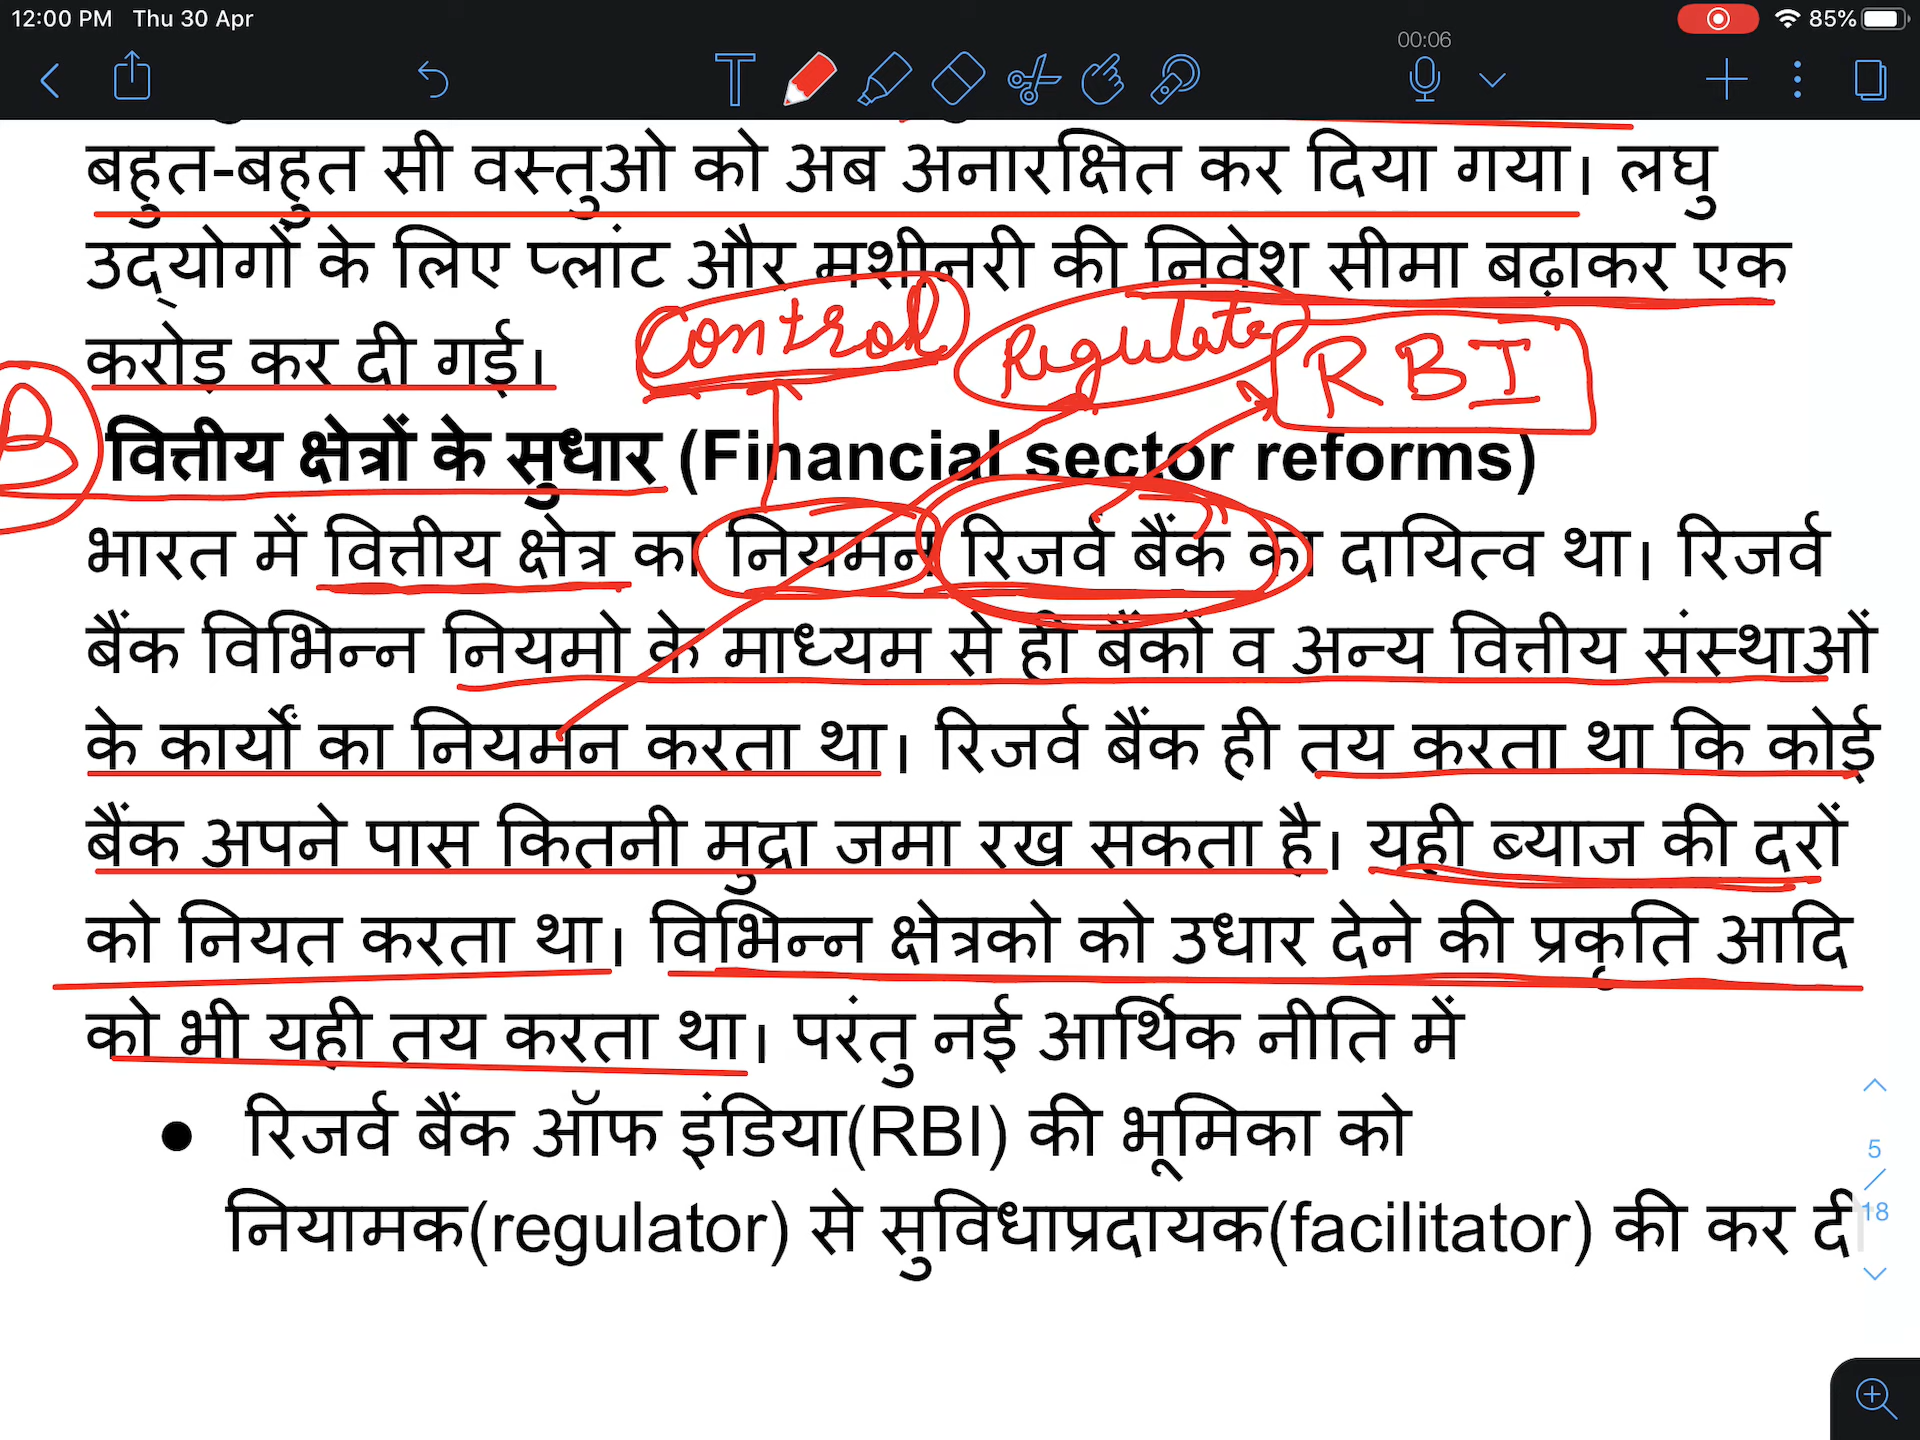 12:00 PM Thu 30 Apr 85%
00:06
बहुत-बहुत सी वस्तुओ को अब अनारक्षित कर दिया गया। लघु
उद्योगों के लिए प्लांट और मशीनरी की निवेश सीमा बढ़ाकर एक
करोड़ कर दी गई।
Control Regulate RBI
B वित्तीय क्षेत्रों के सुधार (Financial sector reforms)
भारत में वित्तीय क्षेत्र का नियमन रिजर्व बैंक का दायित्व था। रिजर्व
बैंक विभिन्न नियमो के माध्यम से ही बैंकों व अन्य वित्तीय संस्थाओं
के कार्यों का नियमन करता था। रिजर्व बैंक ही तय करता था कि कोई
बैंक अपने पास कितनी मुद्रा जमा रख सकता है। यही ब्याज की दरों
को नियत करता था। विभिन्न क्षेत्रको को उधार देने की प्रकृति आदि
को भी यही तय करता था। परंतु नई आर्थिक नीति में
● रिजर्व बैंक ऑफ इंडिया(RBI) की भूमिका को
नियामक(regulator) से सुविधाप्रदायक(facilitator) की कर दी
5
/
18